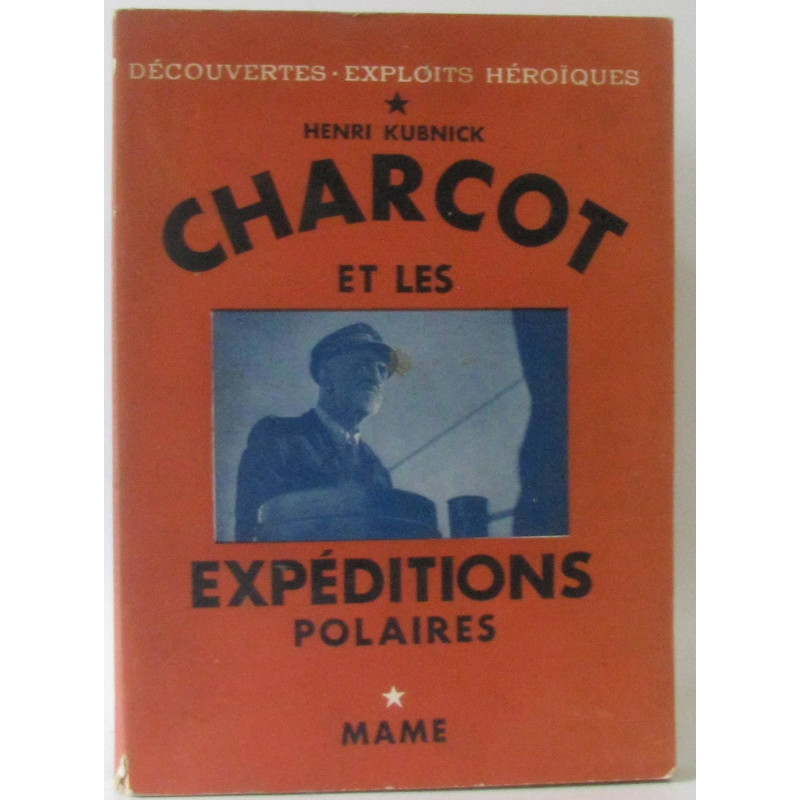 DÉCOUVERTES · EXPLOITS HÉROÏQUES
HENRI KUBNICK
CHARCOT
ET LES
EXPÉDITIONS
POLAIRES
MAME